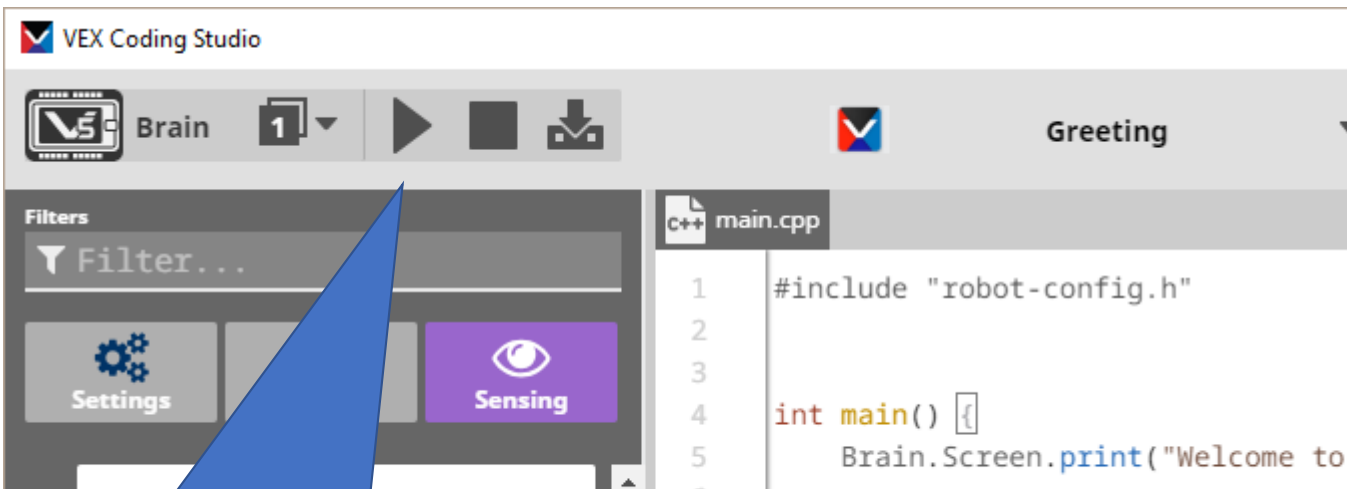 VEX Coding Studio
V5 Brain 1
Greeting
Filters
Filter...
Settings
Sensing
C++ main.cpp
1 #include "robot-config.h"
2
3
4 int main() {
5 Brain.Screen.print("Welcome to